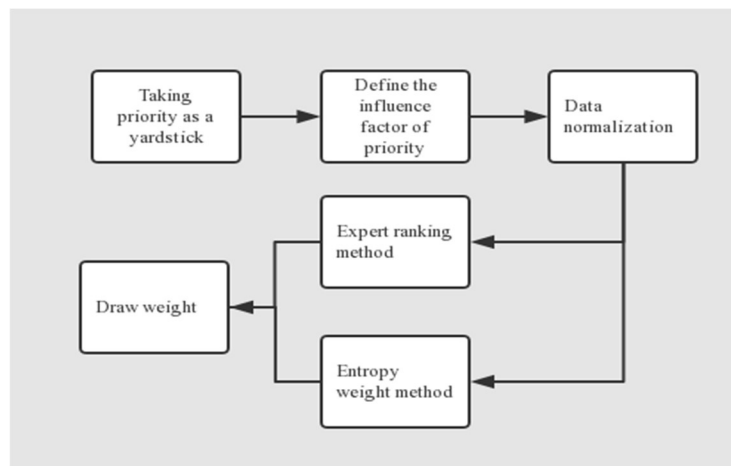 Taking
priority as a
yardstick
Define the
influence
factor of
priority
Data
normalization
Expert ranking
method
Draw weight
Entropy
weight method